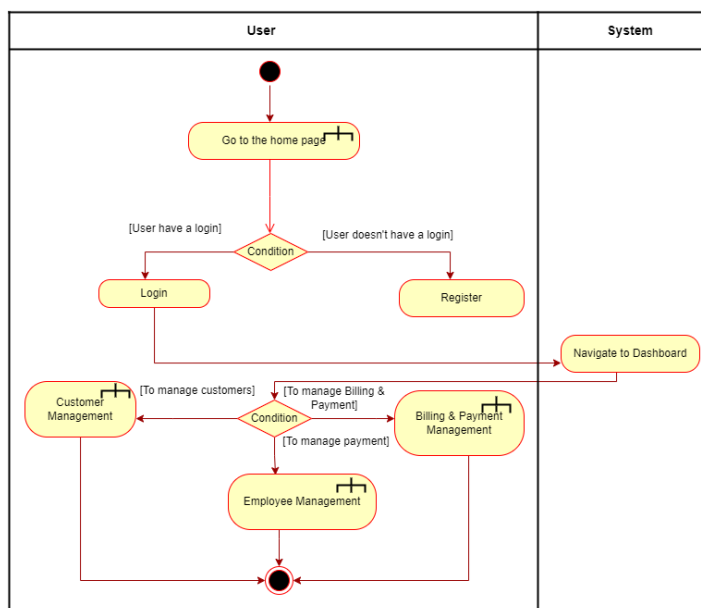 User
System
Go to the home page
[User have a login]
[User doesn't have a login]
Condition
Login
Register
Navigate to Dashboard
[To manage customers]
[To manage Billing &
Payment]
Customer
Management
Condition
Billing & Payment
Management
[To manage payment]
Employee Management